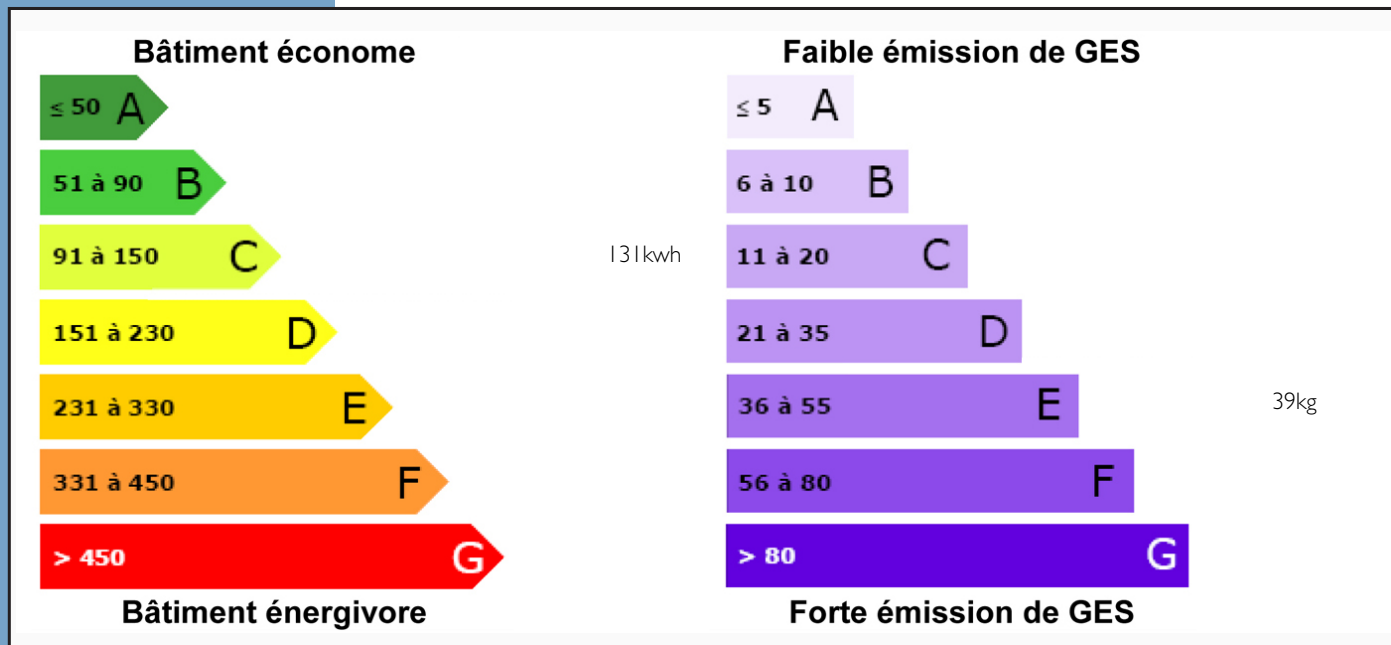 Bâtiment économe
≤ 50 A
51 à 90 B
91 à 150 C
131kwh
151 à 230 D
231 à 330 E
331 à 450 F
> 450 G
Bâtiment énergivore
Faible émission de GES
≤ 5 A
6 à 10 B
11 à 20 C
21 à 35 D
36 à 55 E
39kg
56 à 80 F
> 80 G
Forte émission de GES